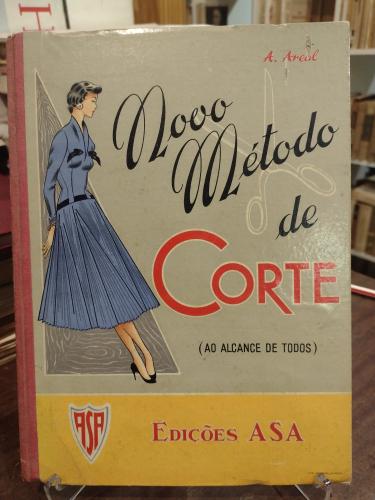 A. Areal
Novo
Método
de
CORTE
(AO ALCANCE DE TODOS)
ASA
EDIÇÕES ASA